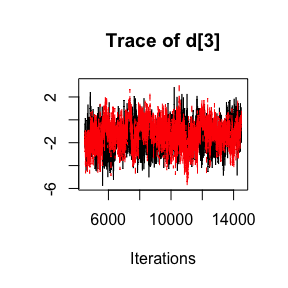 Trace of d[3]
2
-2
-6
6000 10000 14000
Iterations